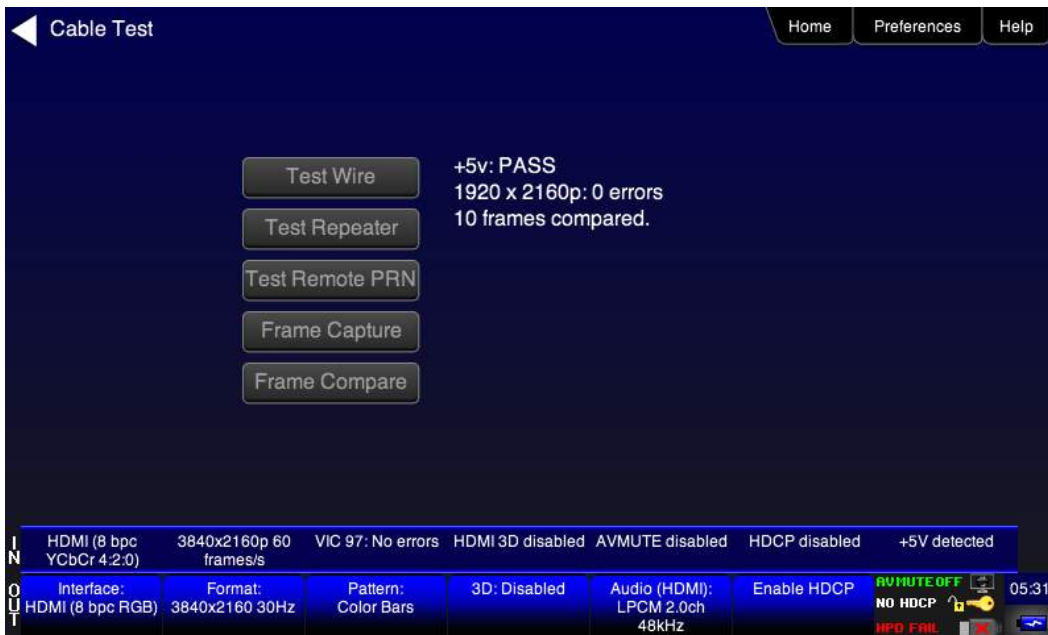 Cable Test
Home
Preferences
Help
Test Wire
Test Repeater
Test Remote PRN
Frame Capture
Frame Compare
+5v: PASS
1920 x 2160p: 0 errors
10 frames compared.
IN
HDMI (8 bpc
YCbCr 4:2:0)
3840x2160p 60
frames/s
VIC 97: No errors
HDMI 3D disabled
AVMUTE disabled
HDCP disabled
+5V detected
OUT
Interface:
HDMI (8 bpc RGB)
Format:
3840x2160 30Hz
Pattern:
Color Bars
3D: Disabled
Audio (HDMI):
LPCM 2.0ch
48kHz
Enable HDCP
AVMUTE OFF
NO HDCP
HPD FAIL
05:31